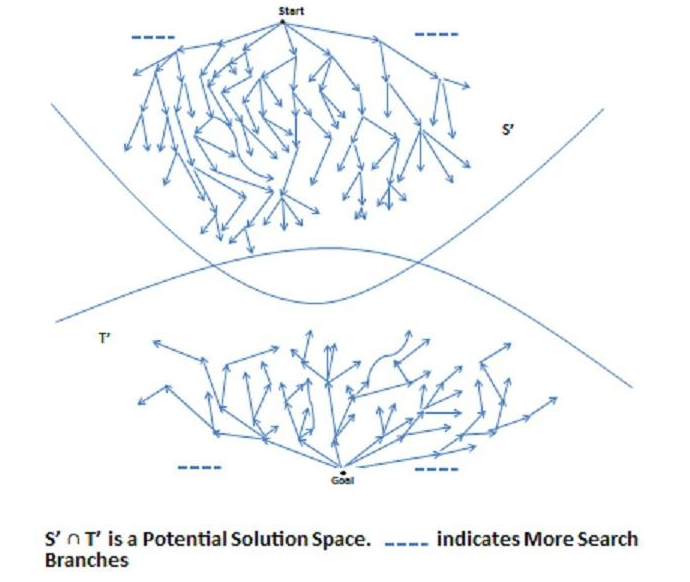 Start
S′
T′
Goal
S′ ∩ T′ is a Potential Solution Space. ---- indicates More Search
Branches